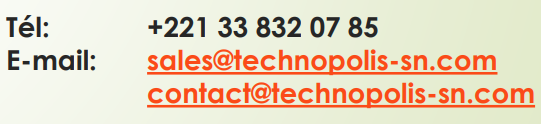 Tél: +221 33 832 07 85
E-mail: sales@technopolis-sn.com
contact@technopolis-sn.com